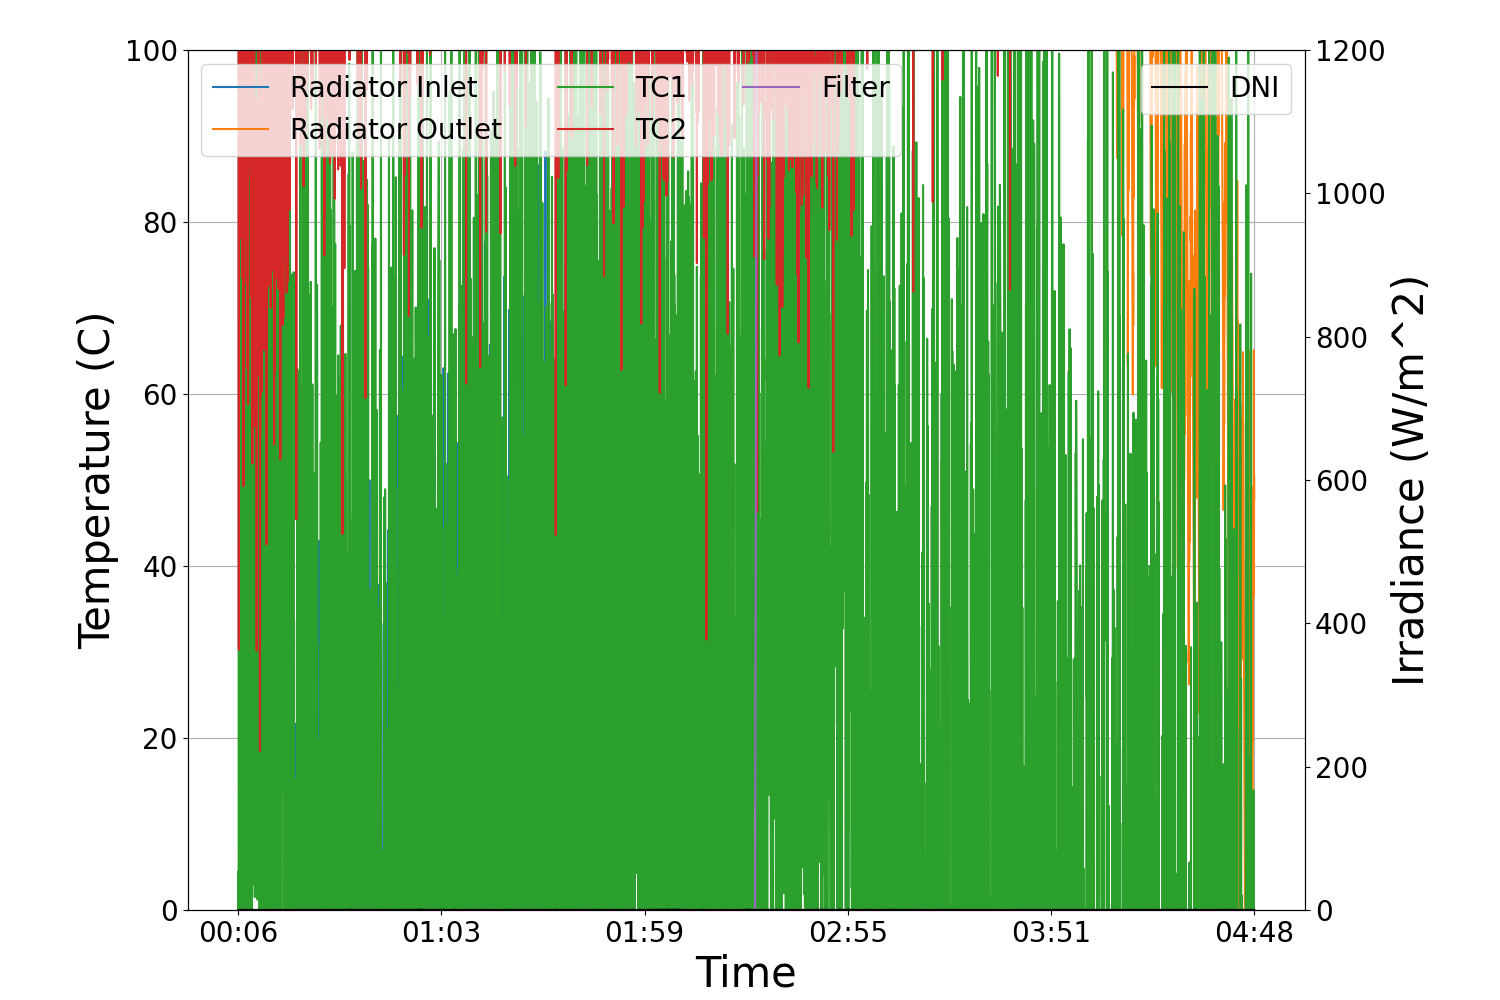 Radiator Inlet
Radiator Outlet
TC1
TC2
Filter
DNI
100
80
60
40
20
0
Temperature (C)
1200
1000
800
600
400
200
0
Irradiance (W/m^2)
00:06 01:03 01:59 02:55 03:51 04:48
Time